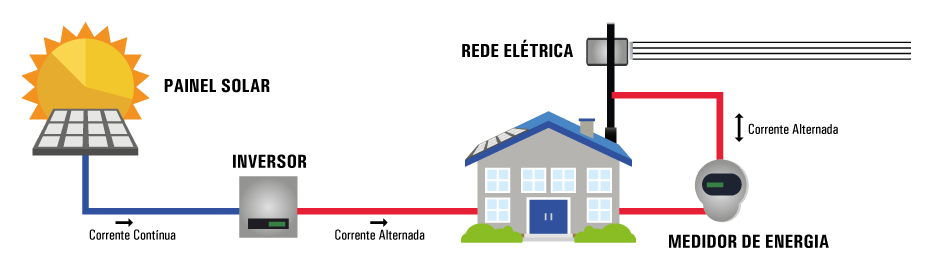 PAINEL SOLAR
INVERSOR
Corrente Contínua
Corrente Alternada
REDE ELÉTRICA
Corrente Alternada
MEDIDOR DE ENERGIA